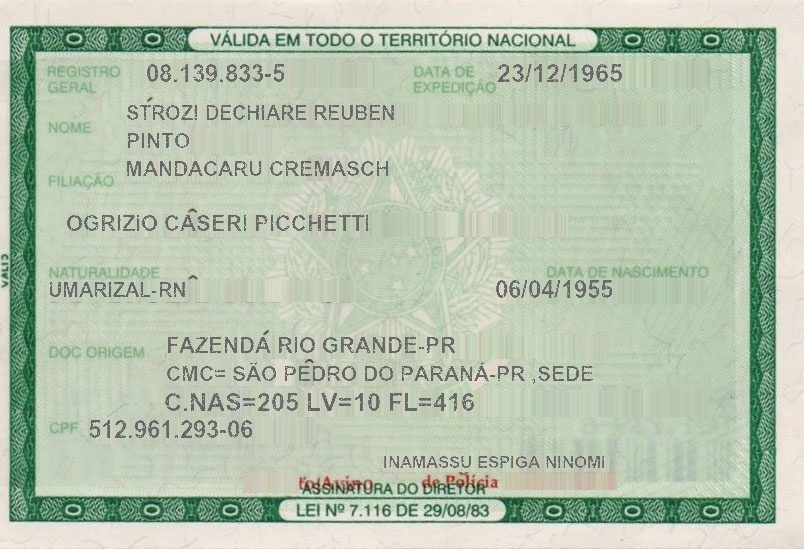 VÁLIDA EM TODO O TERRITÓRIO NACIONAL
REGISTRO GERAL 08.139.833-5 DATA DE EXPEDIÇÃO 23/12/1965
NOME STROZI DECHIARE REUBEN
PINTO
FILIAÇÃO MANDACARU CREMASCH
OGRIZIO CASERI PICCHETTI
NATURALIDADE DATA DE NASCIMENTO
UMARIZAL-RN 06/04/1955
DOC ORIGEM FAZENDÁ RIO GRANDE-PR
CMC= SÃO PÊDRO DO PARANÁ-PR ,SEDE
C.NAS=205 LV=10 FL=416
CPF 512.961.293-06
INAMASSU ESPIGA NINOMI
de Polícia
ASSINATURA DO DIRETOR
LEI Nº 7.116 DE 29/08/83